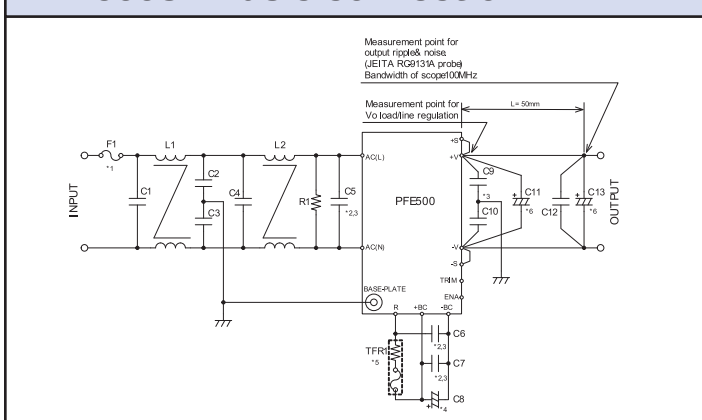 Measurement point for
output ripple& noise.
(JEITA RC9131A probe)
Bandwidth of scope100MHz
Measurement point for
Vo load/line regulation
L= 50mm
F1
*1
L1
L2
+S
+V
AC(L)
INPUT
C1
C2
C3
C4
R1
C5
*2,3
PFE500
C9
*3
C10
C11
*6
C12
C13
*6
OUTPUT
AC(N)
-V
-S
TRIM
ENA
BASE-PLATE
R
+BC
-BC
TFR1
*5
C6
*2,3
C7
*2,3
C8
+
*4